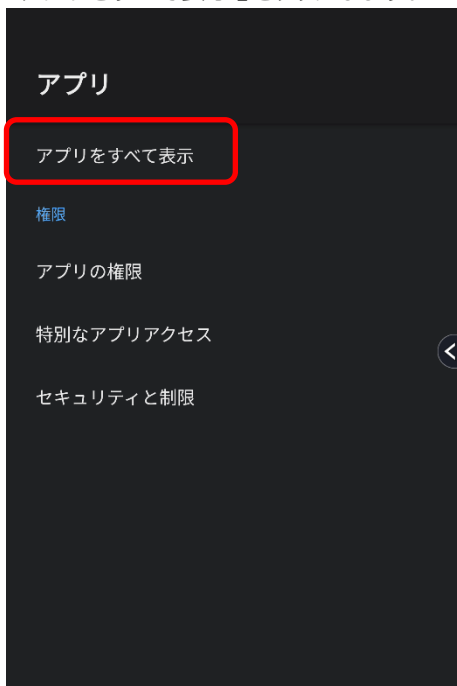 アプリ
アプリをすべて表示
権限
アプリの権限
特別なアプリアクセス
セキュリティと制限